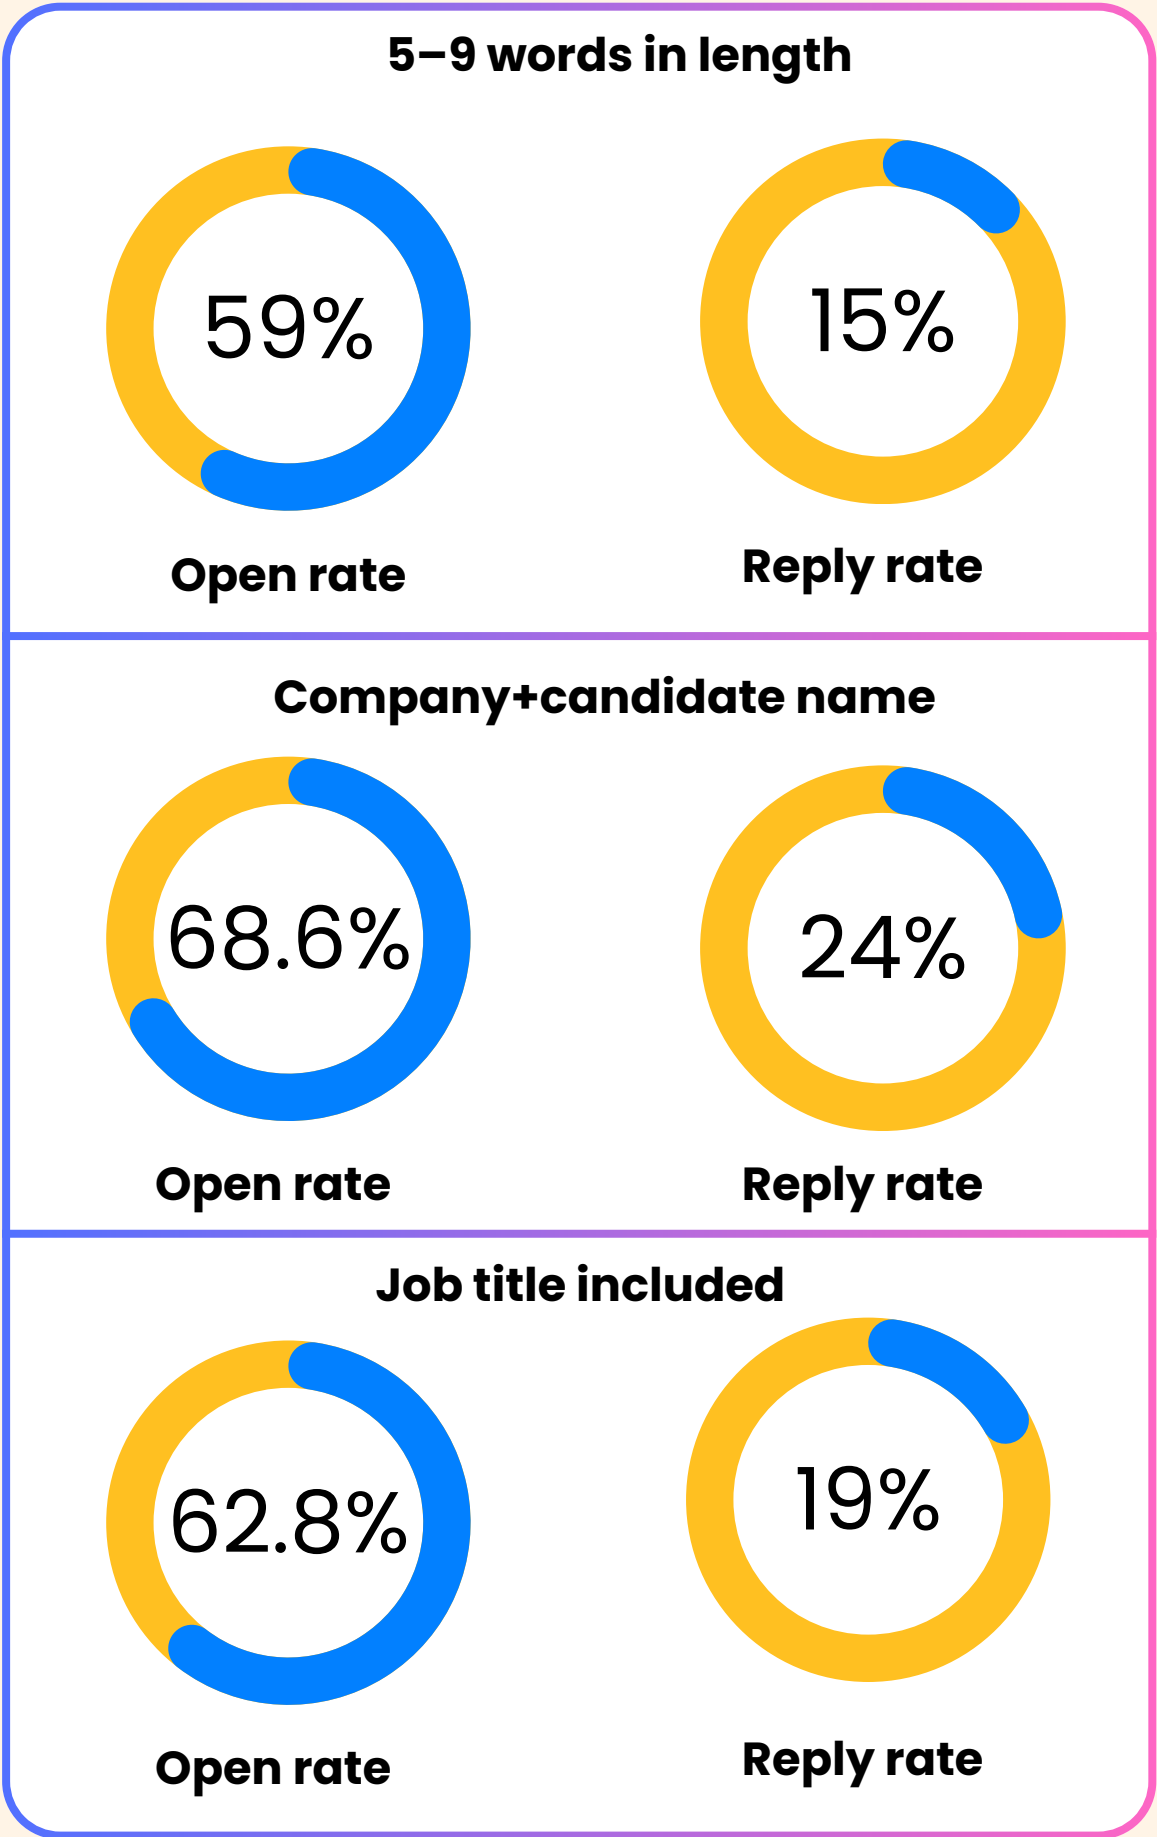 5–9 words in length
59%
15%
Open rate
Reply rate
Company+candidate name
68.6%
24%
Open rate
Reply rate
Job title included
62.8%
19%
Open rate
Reply rate